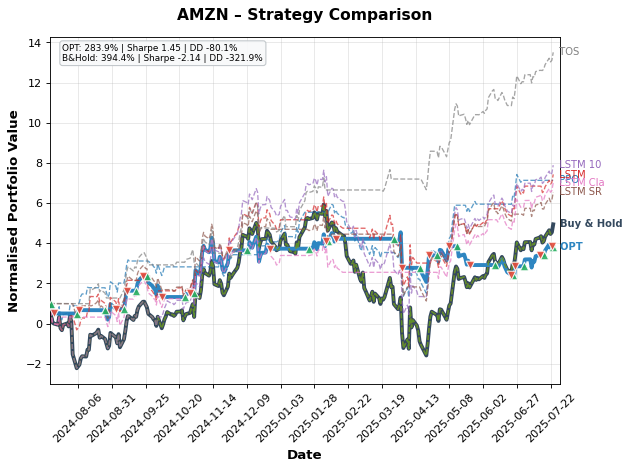 AMZN – Strategy Comparison
OPT: 283.9% | Sharpe 1.45 | DD -80.1%
B&Hold: 394.4% | Sharpe -2.14 | DD -321.9%
Normalised Portfolio Value
14
12
10
8
6
4
2
0
−2
TOS
LSTM 10
LSTM
LSTM Cla
LSTM SR
Buy & Hold
OPT
2024-08-06
2024-08-31
2024-09-25
2024-10-20
2024-11-14
2024-12-09
2025-01-03
2025-01-28
2025-02-22
2025-03-19
2025-04-13
2025-05-08
2025-06-02
2025-06-27
2025-07-22
Date